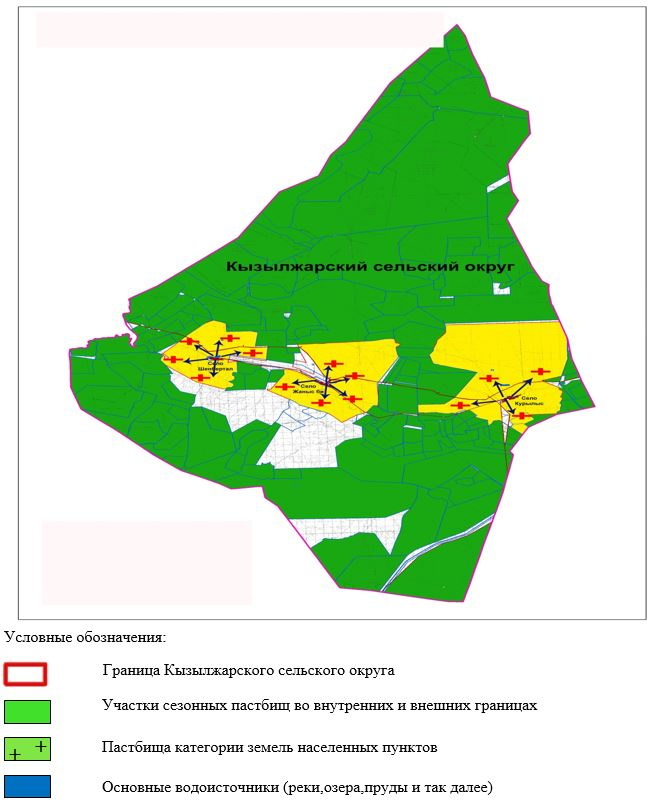 Кызылжарский сельский округ
Село
Шенбертал
Село
Жаныс би
Село
Курылыс
Условные обозначения:
Граница Кызылжарского сельского округа
Участки сезонных пастбищ во внутренних и внешних границах
Пастбища категории земель населенных пунктов
Основные водоисточники (реки,озера,пруды и так далее)